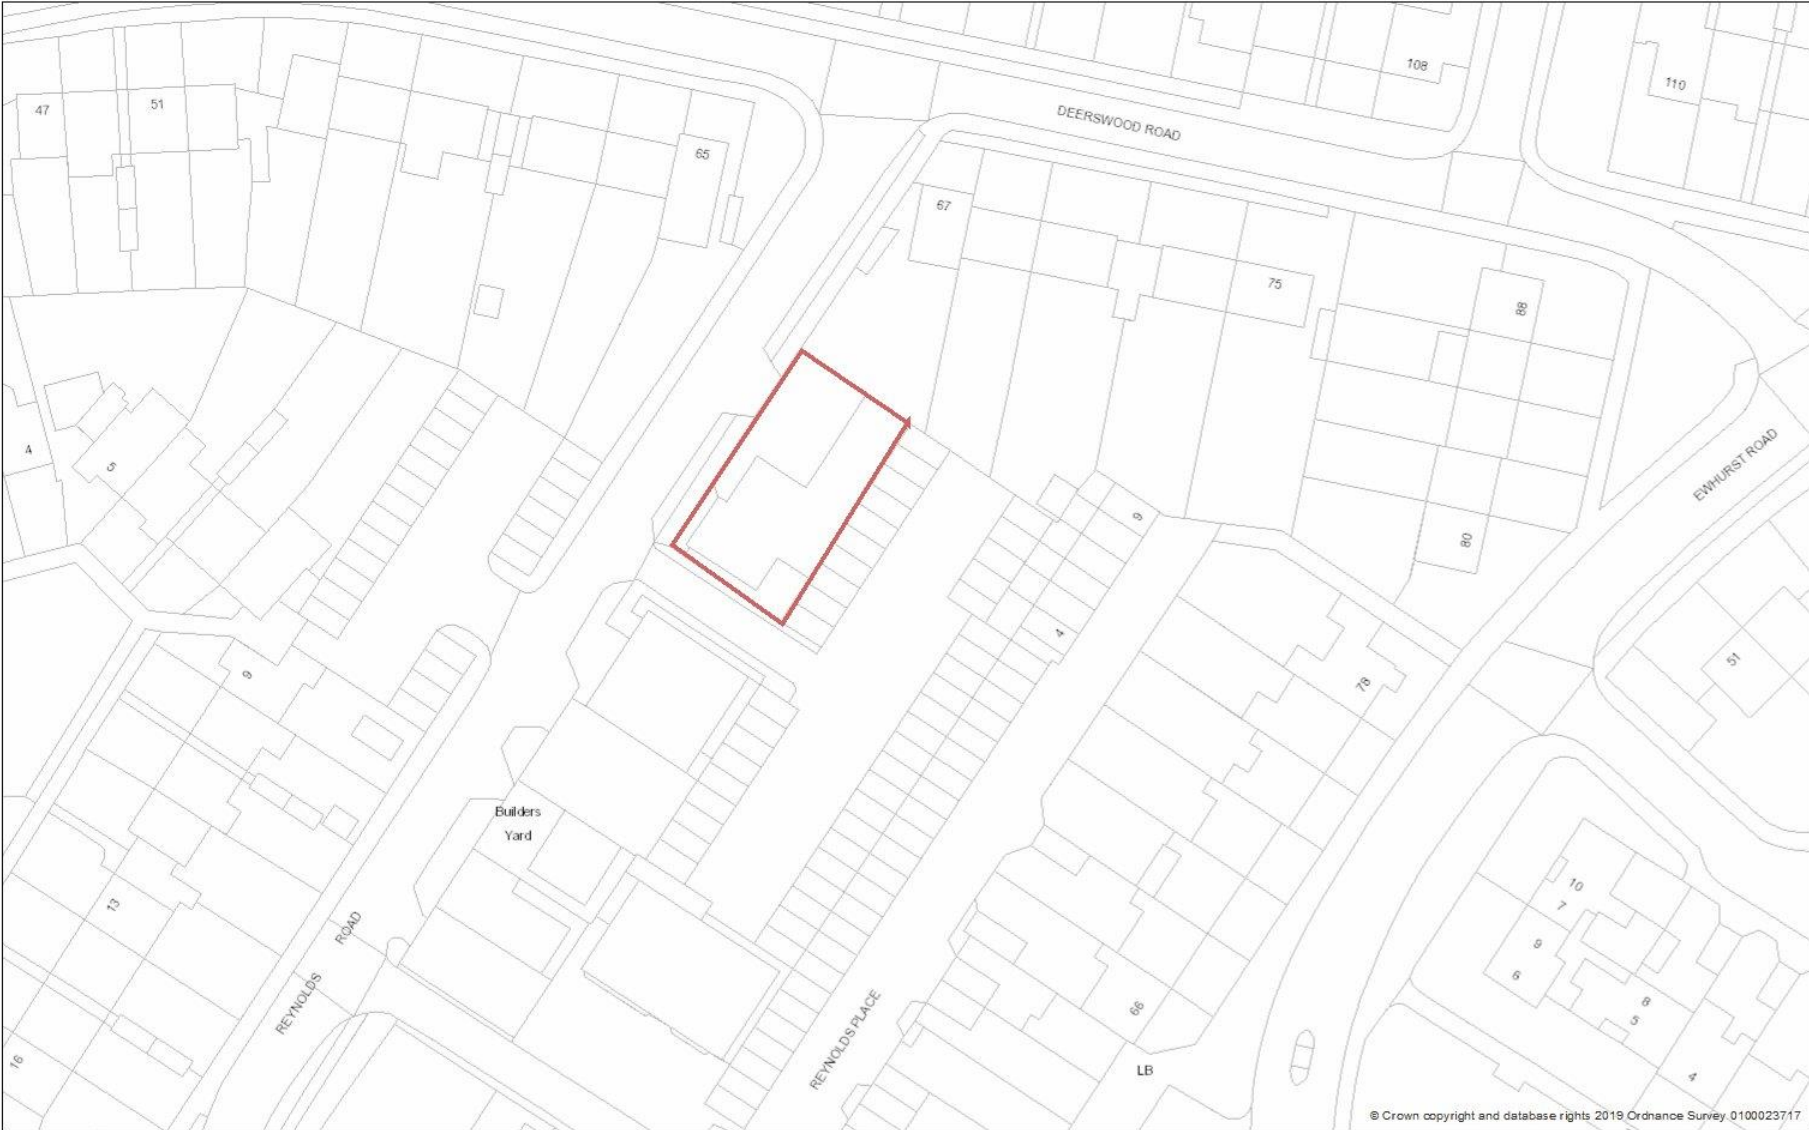 108
110
47
51
DEERSWOOD ROAD
65
67
75
88
EWHURST ROAD
4
5
9
80
4
51
9
78
Builders
Yard
10
7
13
ROAD
9
6
REYNOLDS
8
5
66
REYNOLDS PLACE
16
LB
4
© Crown copyright and database rights 2019 Ordnance Survey 0100023717